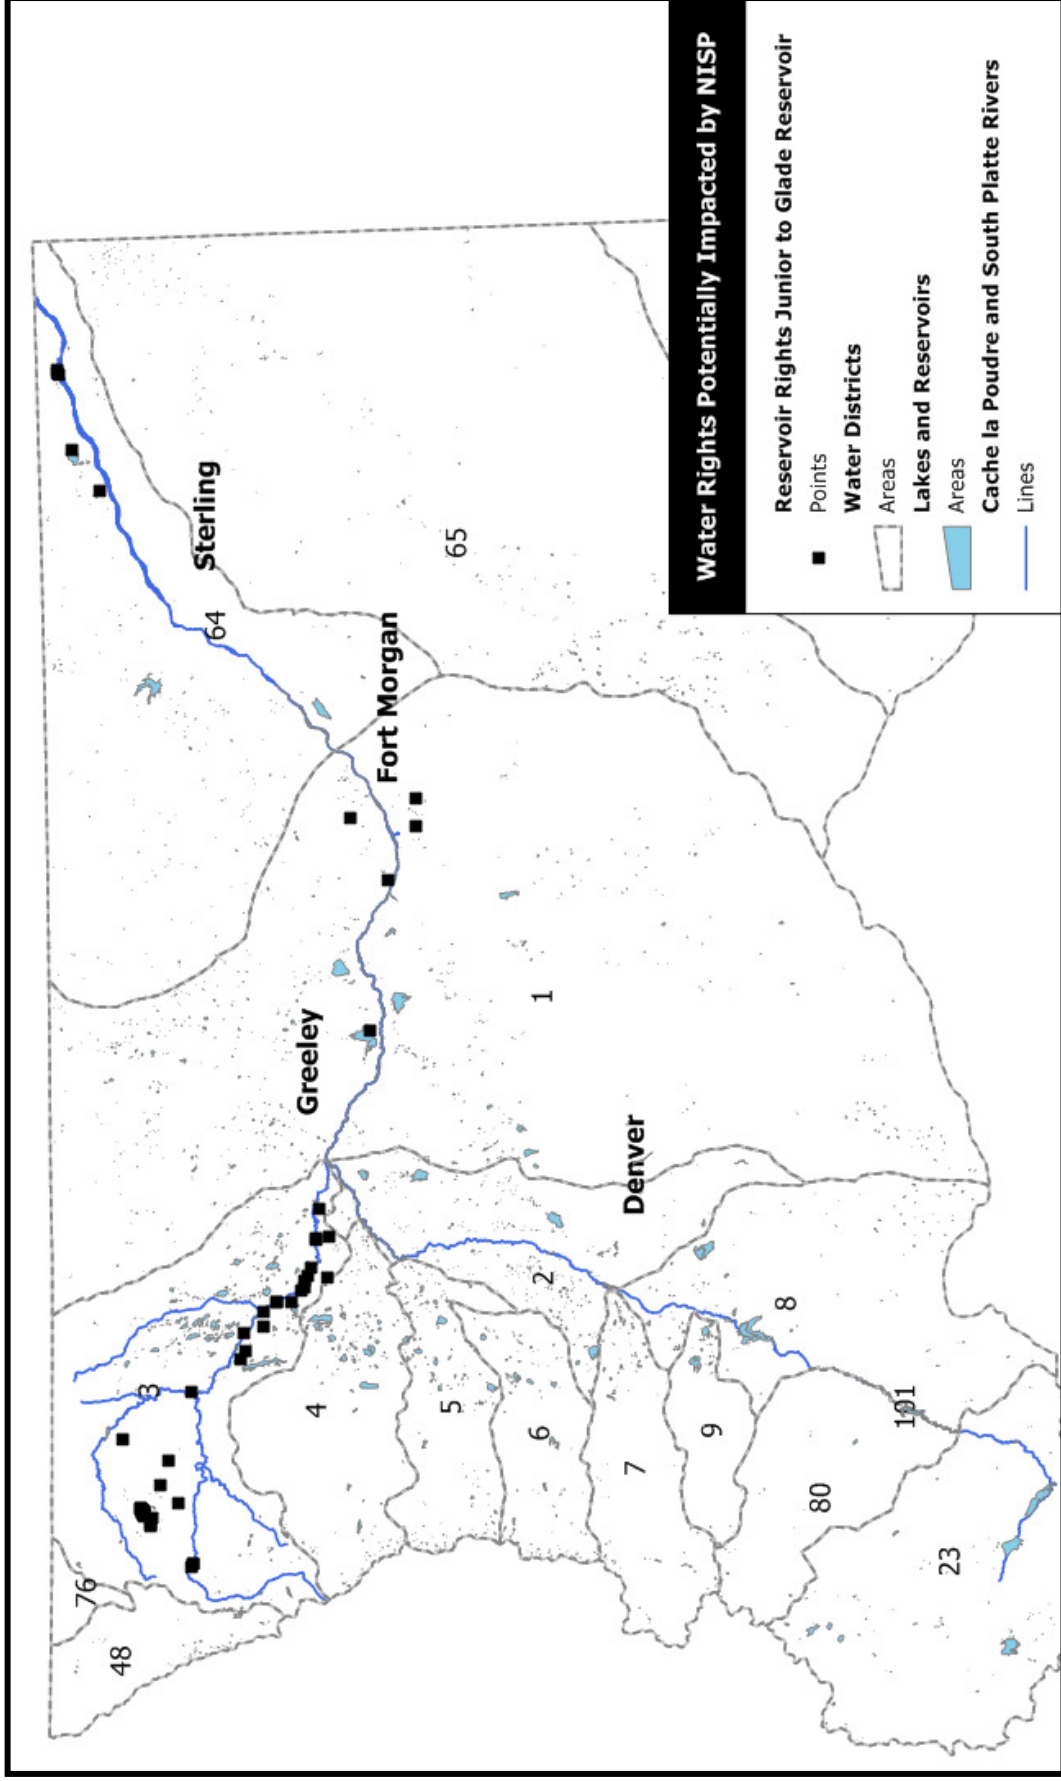 Water Rights Potentially Impacted by NISP
Reservoir Rights Junior to Glade Reservoir
Points
Water Districts
Areas
Lakes and Reservoirs
Areas
Cache la Poudre and South Platte Rivers
Lines
76
48
3
64
Sterling
Greeley
Fort Morgan
65
4
1
5
2
6
Denver
7
9
8
80
101
23